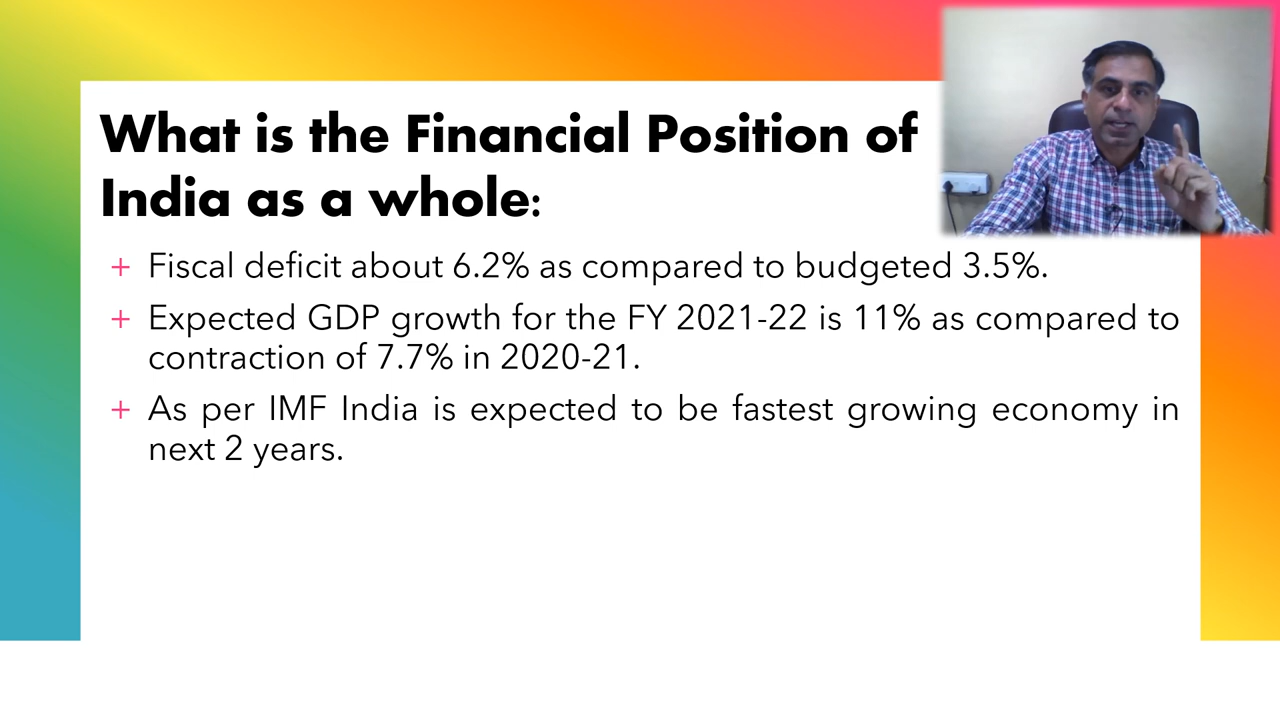 What is the Financial Position of
India as a whole:
+ Fiscal deficit about 6.2% as compared to budgeted 3.5%.
+ Expected GDP growth for the FY 2021-22 is 11% as compared to
contraction of 7.7% in 2020-21.
+ As per IMF India is expected to be fastest growing economy in
next 2 years.